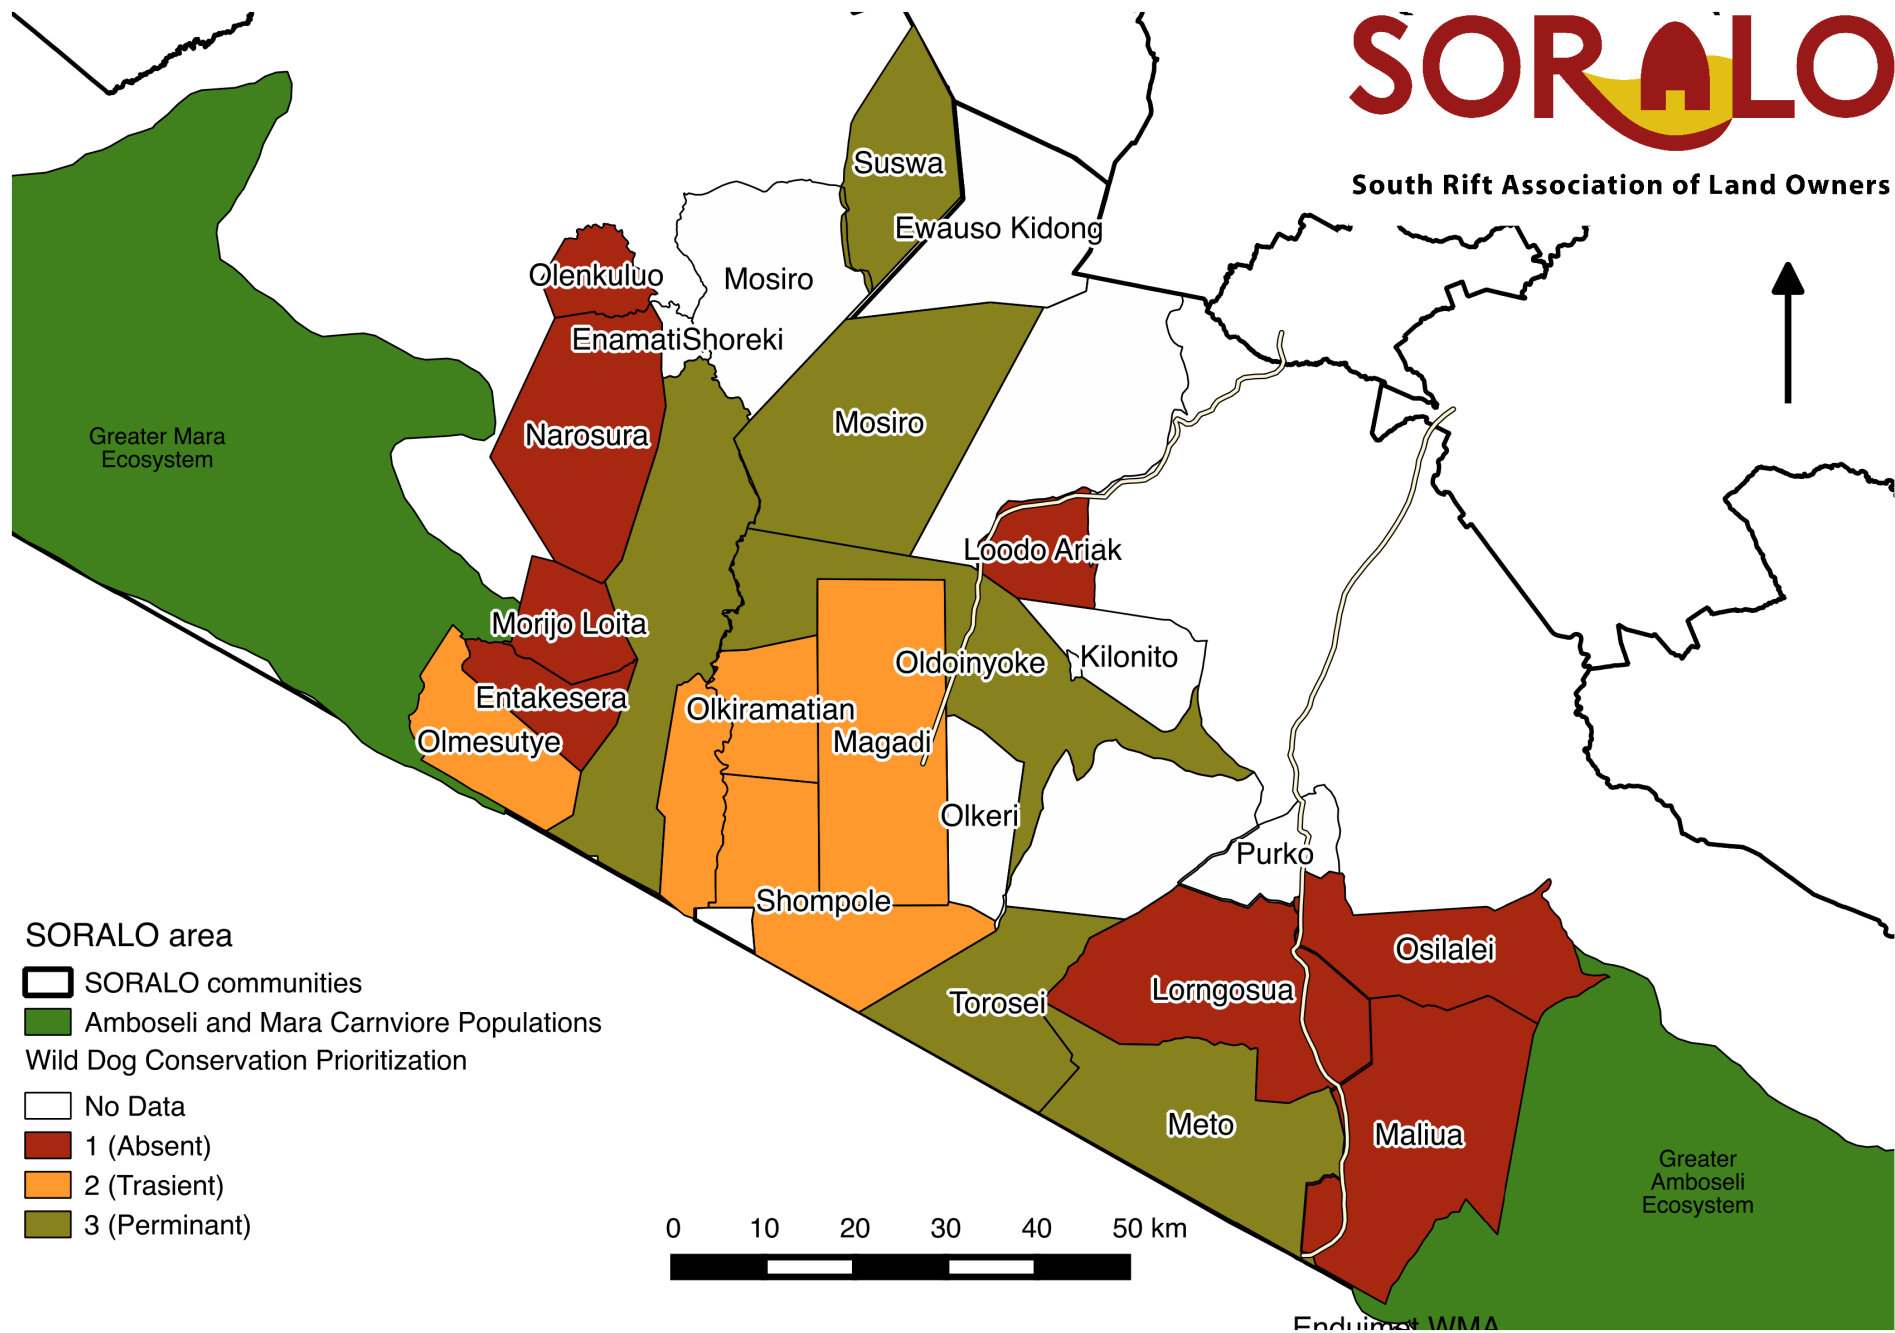 SORALO
South Rift Association of Land Owners
Suswa
Ewauso Kidong
Olenkuluo
Mosiro
EnamatiShoreki
Narosura
Mosiro
Greater Mara
Ecosystem
Loodo Ariak
Morijo Loita
Oldoinyoke
Kilonito
Entakesera
Olkiramatian
Olmesutye
Magadi
Olkeri
Purko
Shompole
Osilalei
Lorngosua
Torosei
Meto
Maliua
Greater
Amboseli
Ecosystem
Enduimet WMA
SORALO area
SORALO communities
Amboseli and Mara Carnviore Populations
Wild Dog Conservation Prioritization
No Data
1 (Absent)
2 (Trasient)
3 (Perminant)
0 10 20 30 40 50 km